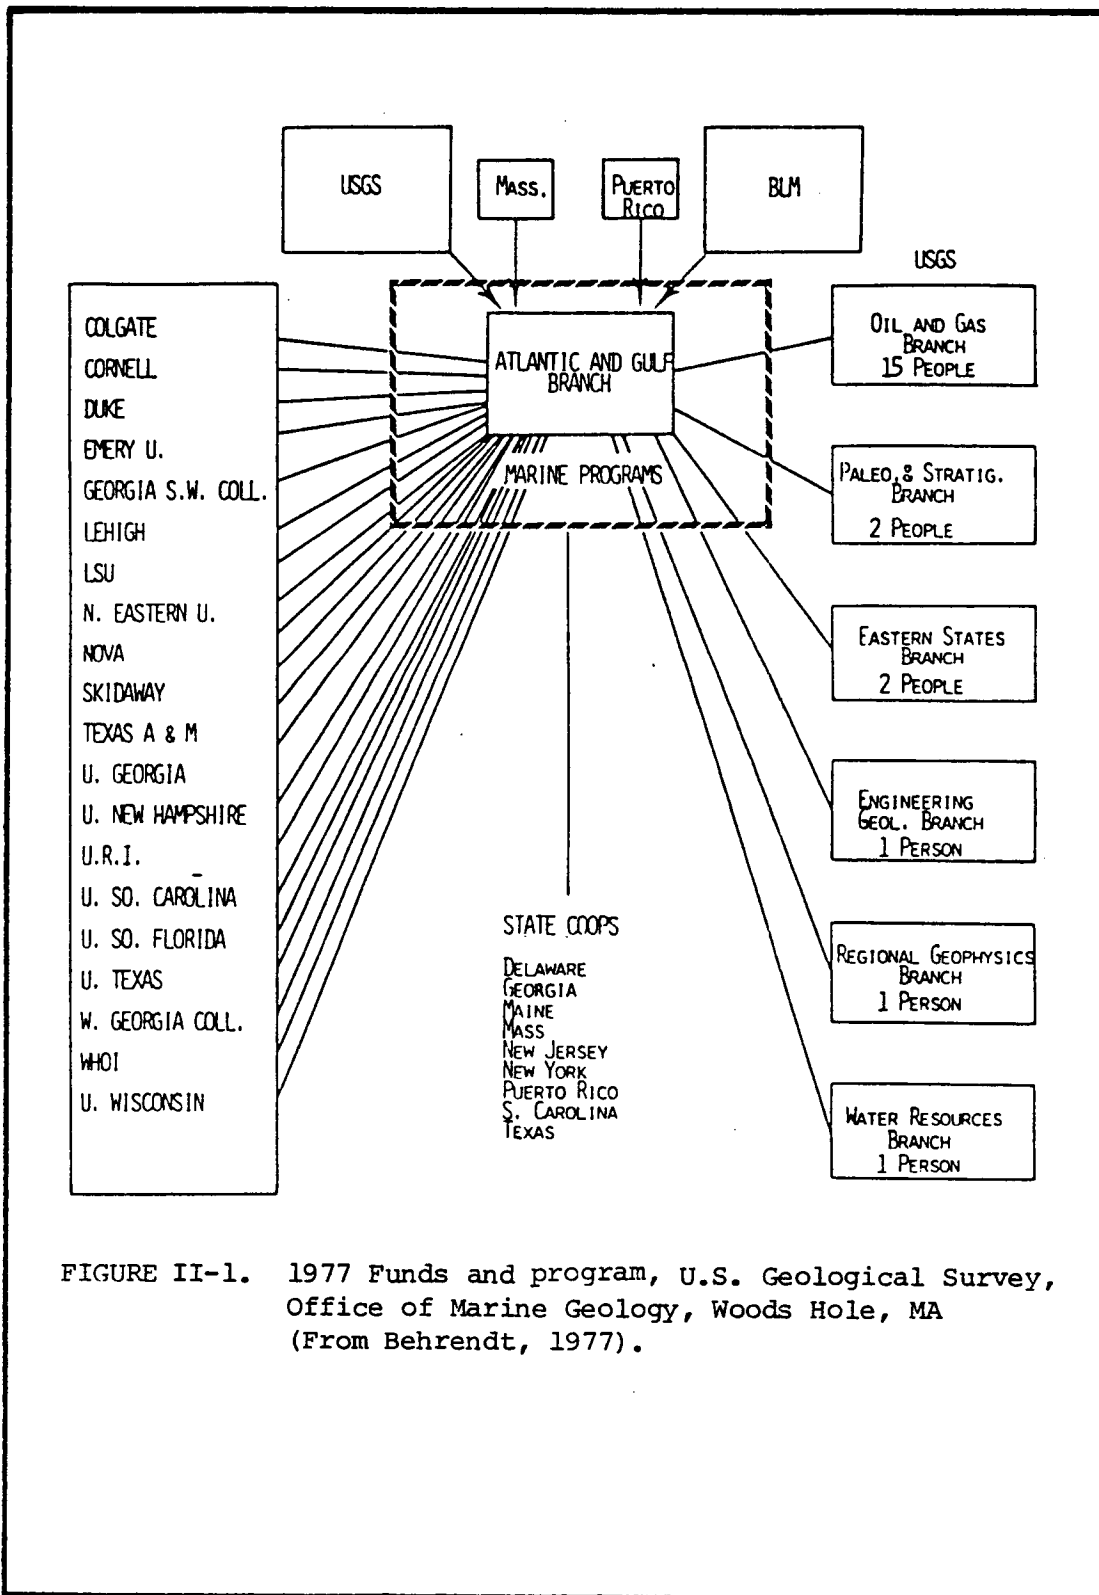 USGS
MASS.
PUERTO
RICO
BLM
COLGATE
CORNELL
DUKE
EMERY U.
GEORGIA S.W. COLL.
LEHIGH
LSU
N. EASTERN U.
NOVA
SKIDAWAY
TEXAS A & M
U. GEORGIA
U. NEW HAMPSHIRE
U.R.I.
U. SO. CAROLINA
U. SO. FLORIDA
U. TEXAS
W. GEORGIA COLL.
WHOI
U. WISCONSIN
ATLANTIC AND GULF
BRANCH
MARINE PROGRAMS
STATE COOPS
DELAWARE
GEORGIA
MAINE
MASS
NEW JERSEY
NEW YORK
PUERTO RICO
S. CAROLINA
TEXAS
USGS
OIL AND GAS
BRANCH
15 PEOPLE
PALEO. & STRATIG.
BRANCH
2 PEOPLE
EASTERN STATES
BRANCH
2 PEOPLE
ENGINEERING
GEOL. BRANCH
1 PERSON
REGIONAL GEOPHYSICS
BRANCH
1 PERSON
WATER RESOURCES
BRANCH
1 PERSON
FIGURE II-1. 1977 Funds and program, U.S. Geological Survey,
Office of Marine Geology, Woods Hole, MA
(From Behrendt, 1977).